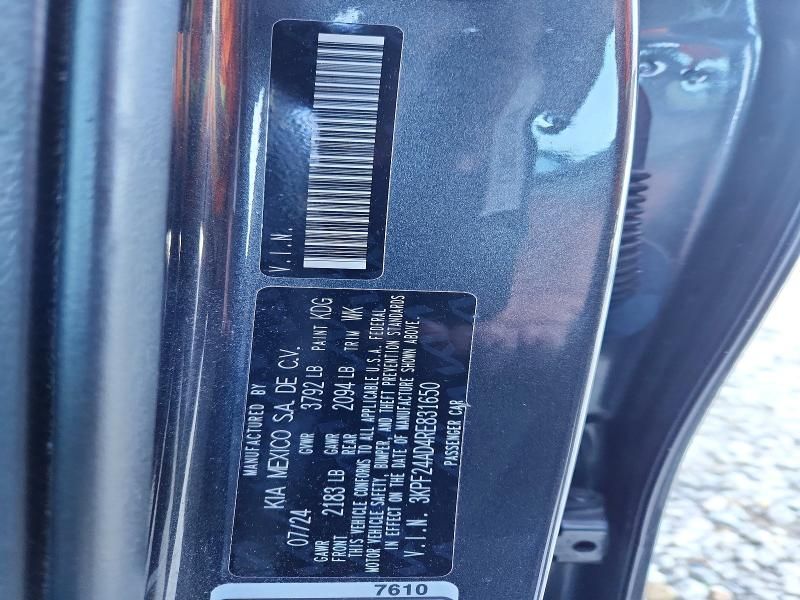 V.I.N.
MANUFACTURED BY
KIA MEXICO S.A. DE C.V.
07/24 GVWR 3792 LB PAINT KDG
GAWR FRONT 2183 LB GAWR REAR 2094 LB TRIM WK
THIS VEHICLE CONFORMS TO ALL APPLICABLE U.S.A. FEDERAL
MOTOR VEHICLE SAFETY, BUMPER, AND THEFT PREVENTION STANDARDS
IN EFFECT ON THE DATE OF MANUFACTURE SHOWN ABOVE.
V.I.N. 3KPF24AD4RE831650
PASSENGER CAR
7610